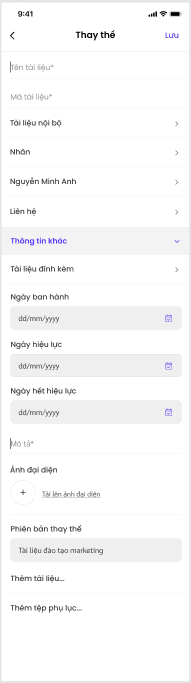 9:41
Thay thế
Lưu
Tên tài liệu*
Mã tài liệu*
Tài liệu nội bộ
Nhãn
Nguyễn Minh Anh
Liên hệ
Thông tin khác
Tài liệu đính kèm
Ngày ban hành
dd/mm/yyyy
Ngày hiệu lực
dd/mm/yyyy
Ngày hết hiệu lực
dd/mm/yyyy
Mô tả*
Ảnh đại diện
+
Tải lên ảnh đại diện
Phiên bản thay thế
Tài liệu đào tạo marketing
Thêm tài liệu...
Thêm tệp phụ lục...